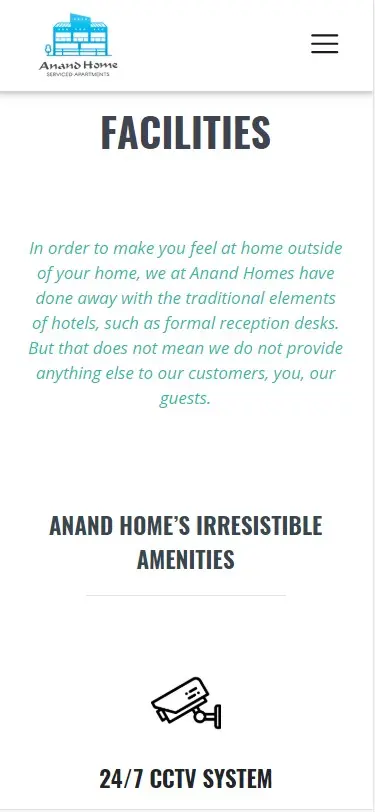 Anand Home
SERVICED APARTMENTS
FACILITIES
In order to make you feel at home outside
of your home, we at Anand Homes have
done away with the traditional elements
of hotels, such as formal reception desks.
But that does not mean we do not provide
anything else to our customers, you, our
guests.
ANAND HOME’S IRRESISTIBLE
AMENITIES
24/7 CCTV SYSTEM